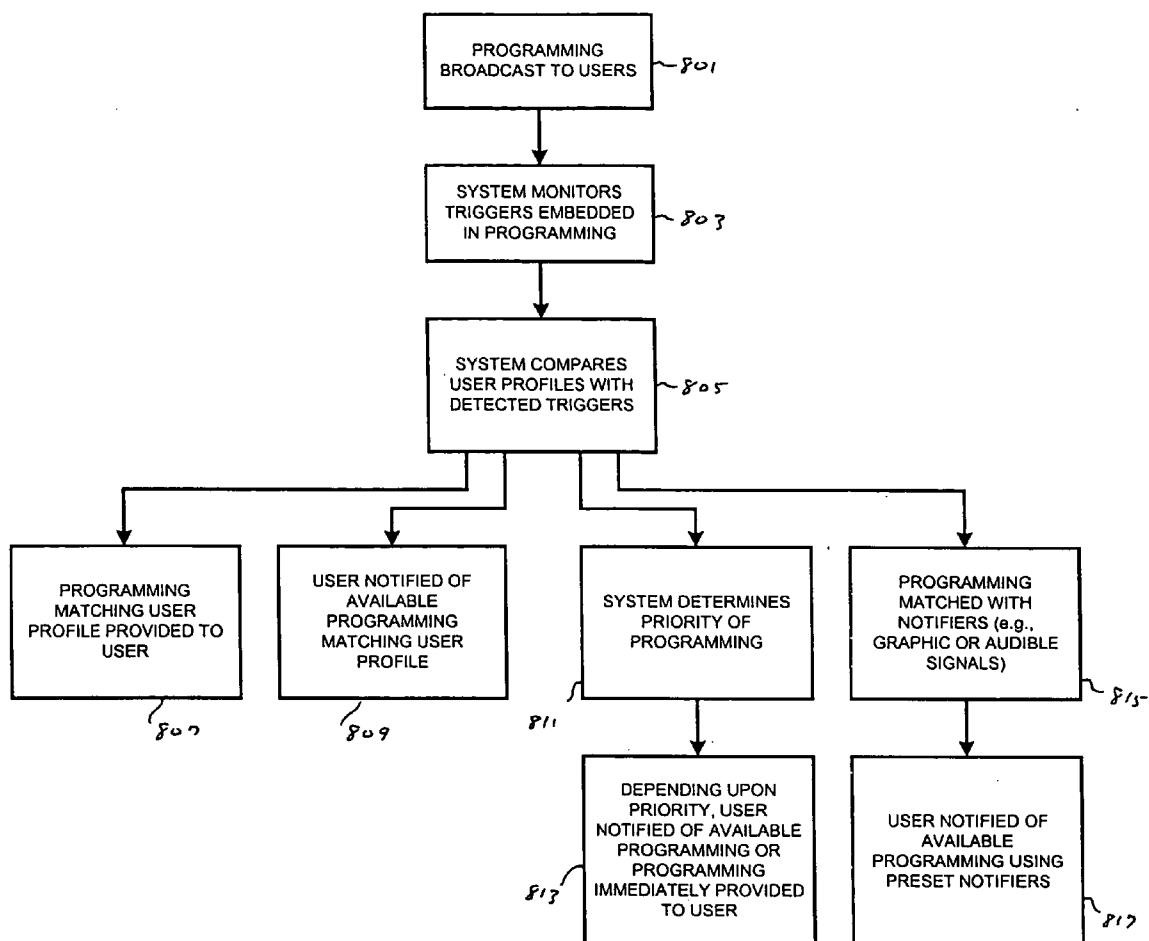 PROGRAMMING
BROADCAST TO USERS
801
SYSTEM MONITORS
TRIGGERS EMBEDDED
IN PROGRAMMING
803
SYSTEM COMPARES
USER PROFILES WITH
DETECTED TRIGGERS
805
PROGRAMMING
MATCHING USER
PROFILE PROVIDED TO
USER
807
USER NOTIFIED OF
AVAILABLE
PROGRAMMING
MATCHING USER
PROFILE
809
SYSTEM DETERMINES
PRIORITY OF
PROGRAMMING
811
PROGRAMMING
MATCHED WITH
NOTIFIERS (e.g.,
GRAPHIC OR AUDIBLE
SIGNALS)
815
DEPENDING UPON
PRIORITY, USER
NOTIFIED OF AVAILABLE
PROGRAMMING OR
PROGRAMMING
IMMEDIATELY PROVIDED
TO USER
813
USER NOTIFIED OF
AVAILABLE
PROGRAMMING USING
PRESET NOTIFIERS
817